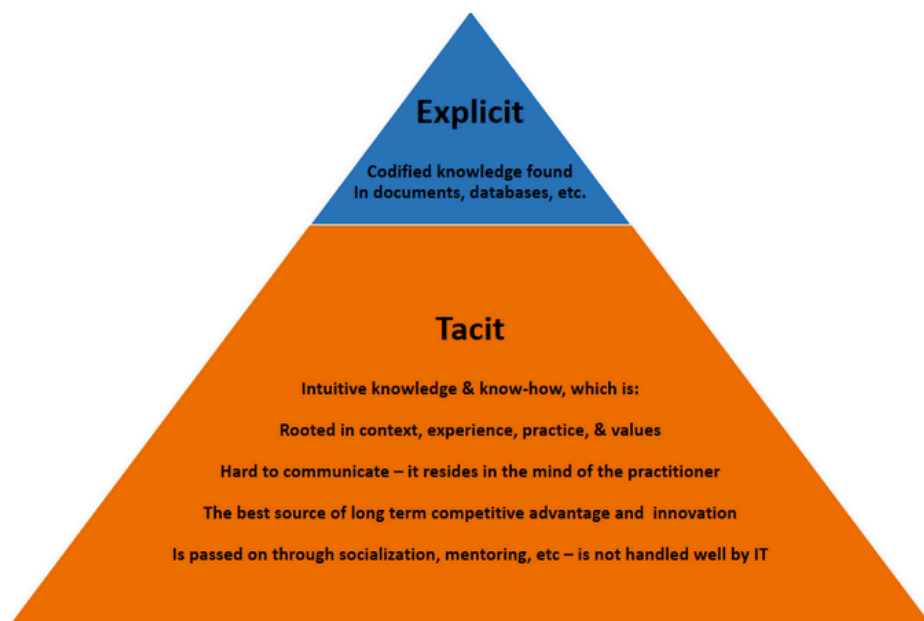 Explicit
Codified knowledge found
In documents, databases, etc.
Tacit
Intuitive knowledge & know-how, which is:
Rooted in context, experience, practice, & values
Hard to communicate – it resides in the mind of the practitioner
The best source of long term competitive advantage and  innovation
Is passed on through socialization, mentoring, etc – is not handled well by IT